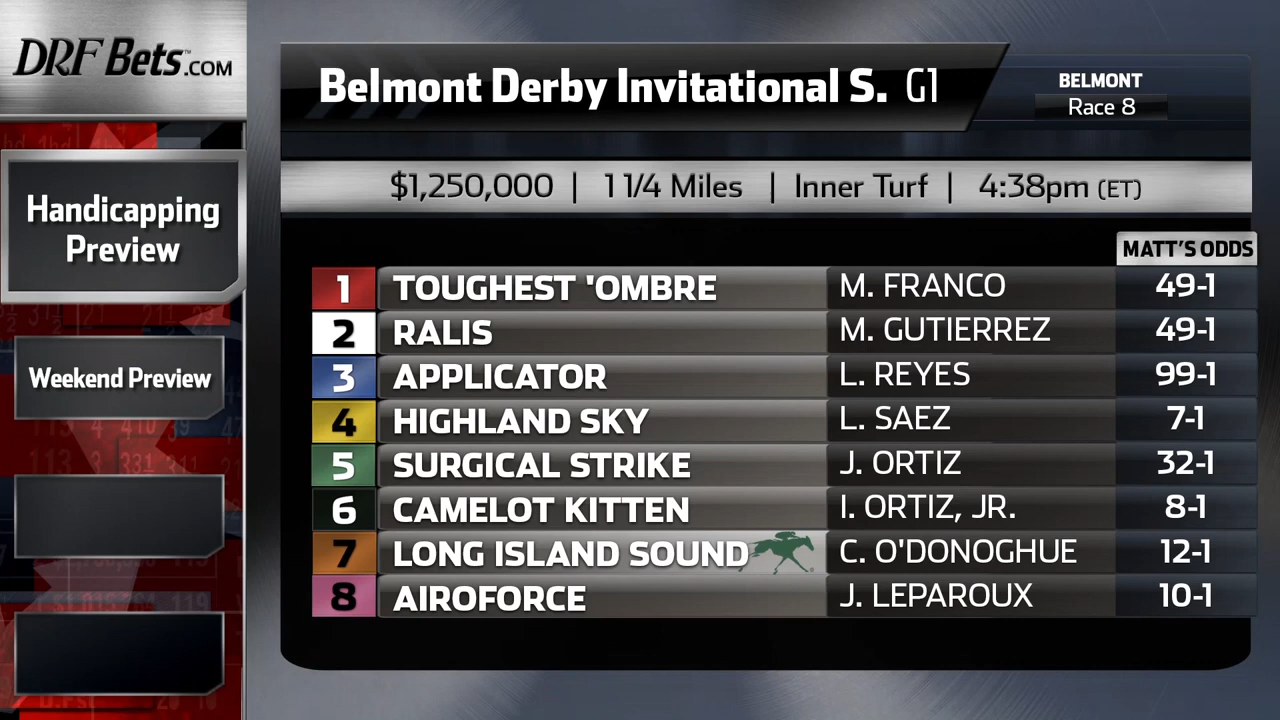 DRF Bets™.COM
Handicapping
Preview
Weekend Preview
Belmont Derby Invitational S. G1
BELMONT
Race 8
$1,250,000 | 1 1/4 Miles | Inner Turf | 4:38pm (ET)
MATT'S ODDS
1 TOUGHEST 'OMBRE M. FRANCO 49-1
2 RALIS M. GUTIERREZ 49-1
3 APPLICATOR L. REYES 99-1
4 HIGHLAND SKY L. SAEZ 7-1
5 SURGICAL STRIKE J. ORTIZ 32-1
6 CAMELOT KITTEN I. ORTIZ, JR. 8-1
7 LONG ISLAND SOUND C. O'DONOGHUE 12-1
8 AIROFORCE J. LEPAROUX 10-1